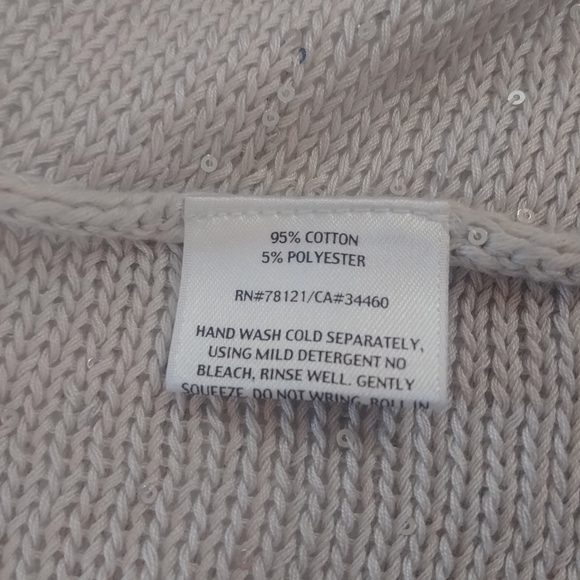 95% COTTON
5% POLYESTER
RN#78121/CA#34460
HAND WASH COLD SEPARATELY,
USING MILD DETERGENT NO
BLEACH, RINSE WELL. GENTLY
SQUEEZE, DO NOT WRING, ROLL IN